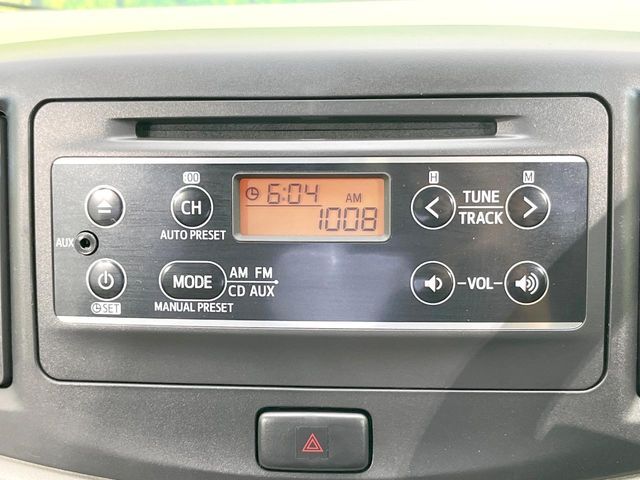 :00
H
M
6:04 AM
1008
CH
AUTO PRESET
< TUNE >
TRACK
AUX
MODE AM FM
CD AUX
MANUAL PRESET
SET
-VOL-